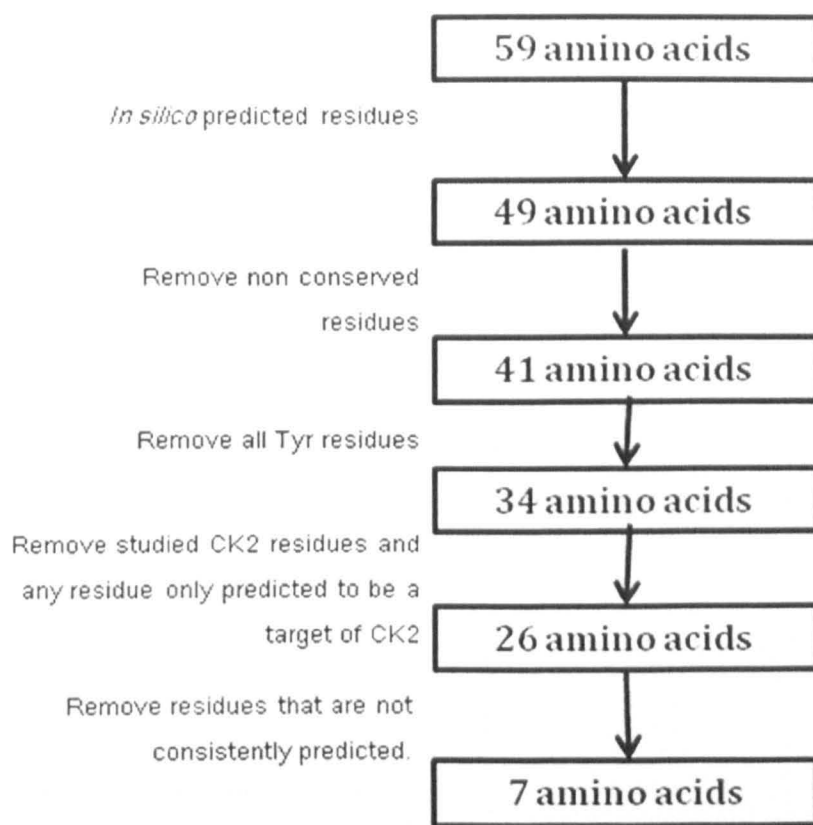 59 amino acids
In silico predicted residues
49 amino acids
Remove non conserved
residues
41 amino acids
Remove all Tyr residues
34 amino acids
Remove studied CK2 residues and
any residue only predicted to be a
target of CK2
26 amino acids
Remove residues that are not
consistently predicted.
7 amino acids